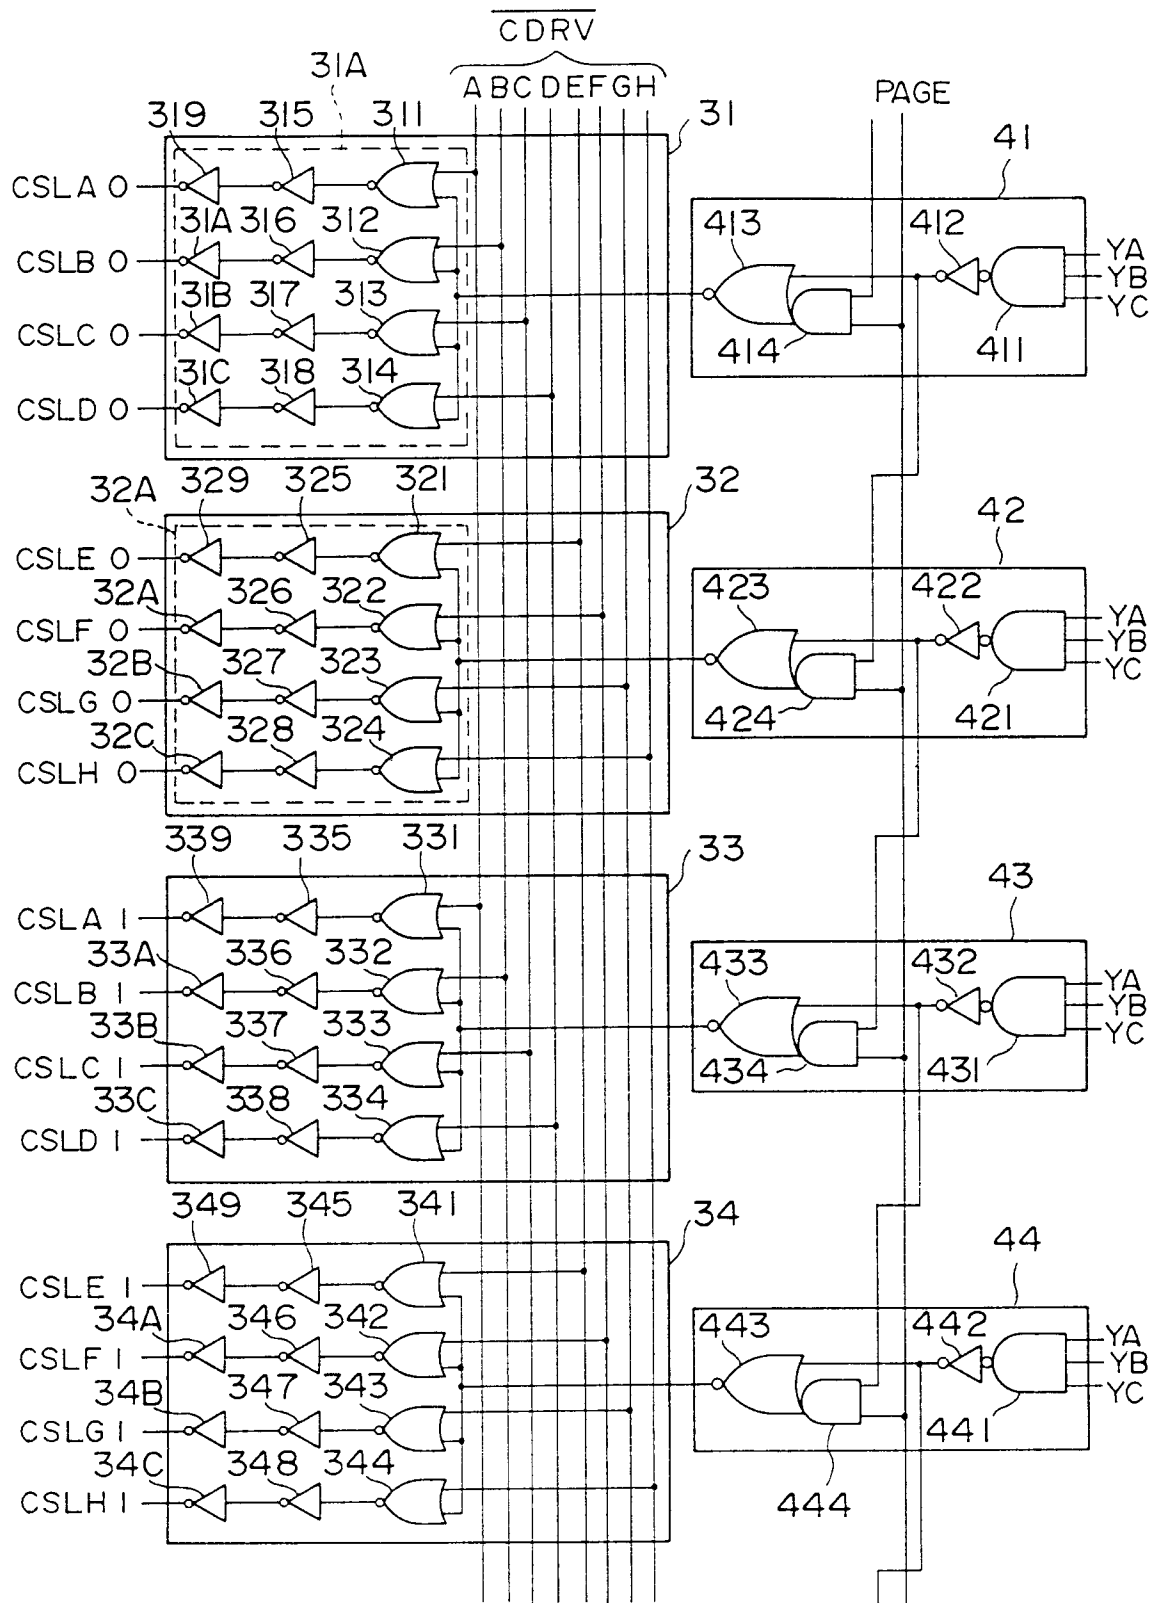 CDRV
A B C D E F G H
PAGE
31A
319 315 311 31 41
CSLA 0
31A 316 312
CSLB 0
31B 317 313
CSLC 0
31C 318 314
CSLD 0
413 412
YA
YB
YC
414 411
32A 329 325 321 32 42
CSLE 0
32A 326 322
CSLF 0
32B 327 323
CSLG 0
32C 328 324
CSLH 0
423 422
YA
YB
YC
424 421
339 335 331 33 43
CSLA 1
33A 336 332
CSLB 1
33B 337 333
CSLC 1
33C 338 334
CSLD 1
433 432
YA
YB
YC
434 431
349 345 341 34 44
CSLE 1
34A 346 342
CSLF 1
34B 347 343
CSLG 1
34C 348 344
CSLH 1
443 442
YA
YB
YC
441
444